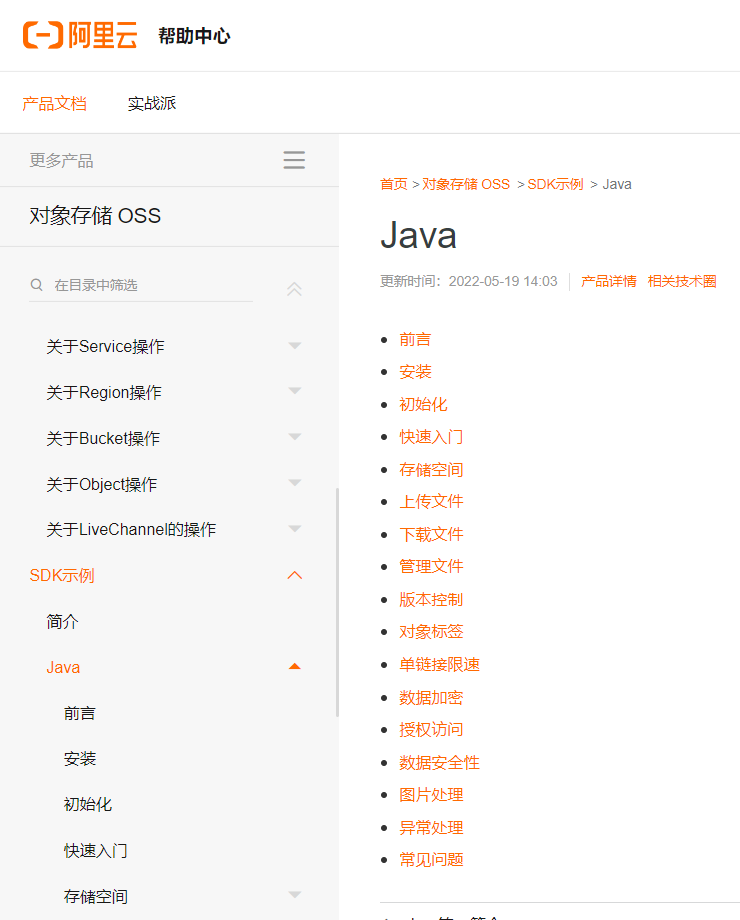 阿里云 帮助中心
产品文档 实战派
更多产品
对象存储 OSS
在目录中筛选
关于Service操作
关于Region操作
关于Bucket操作
关于Object操作
关于LiveChannel的操作
SDK示例
简介
Java
前言
安装
初始化
快速入门
存储空间
首页 > 对象存储 OSS > SDK示例 > Java
Java
更新时间：2022-05-19 14:03 产品详情 相关技术圈
前言
安装
初始化
快速入门
存储空间
上传文件
下载文件
管理文件
版本控制
对象标签
单链接限速
数据加密
授权访问
数据安全性
图片处理
异常处理
常见问题